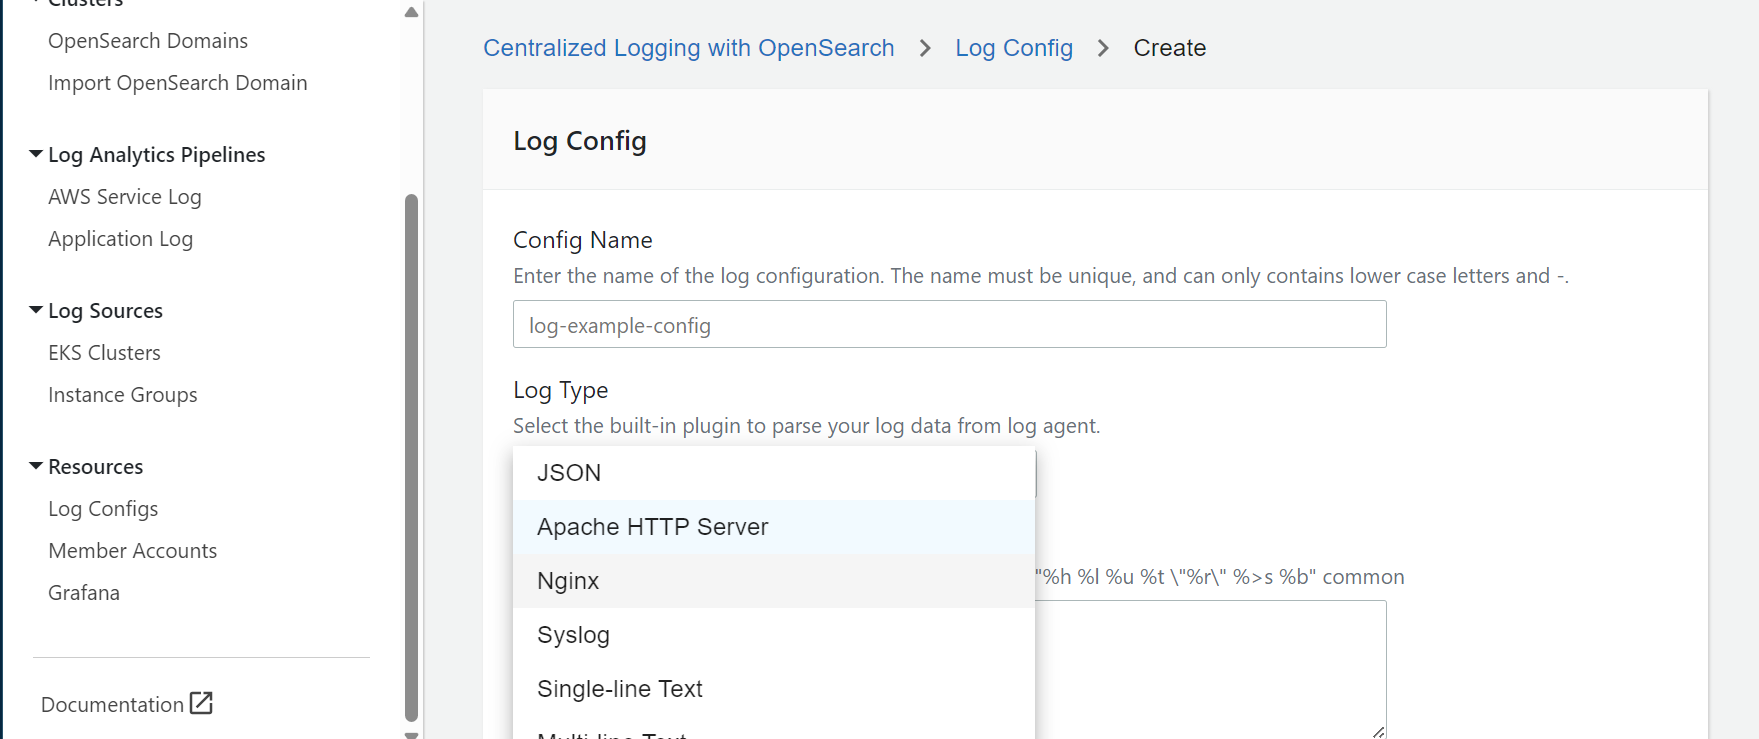 Clusters
OpenSearch Domains
Import OpenSearch Domain
Log Analytics Pipelines
AWS Service Log
Application Log
Log Sources
EKS Clusters
Instance Groups
Resources
Log Configs
Member Accounts
Grafana
Documentation
Centralized Logging with OpenSearch > Log Config > Create
Log Config
Config Name
Enter the name of the log configuration. The name must be unique, and can only contains lower case letters and -.
log-example-config
Log Type
Select the built-in plugin to parse your log data from log agent.
JSON
Apache HTTP Server
Nginx
"%h %l %u %t \"%r\" %>s %b" common
Syslog
Single-line Text
Multi-line Text